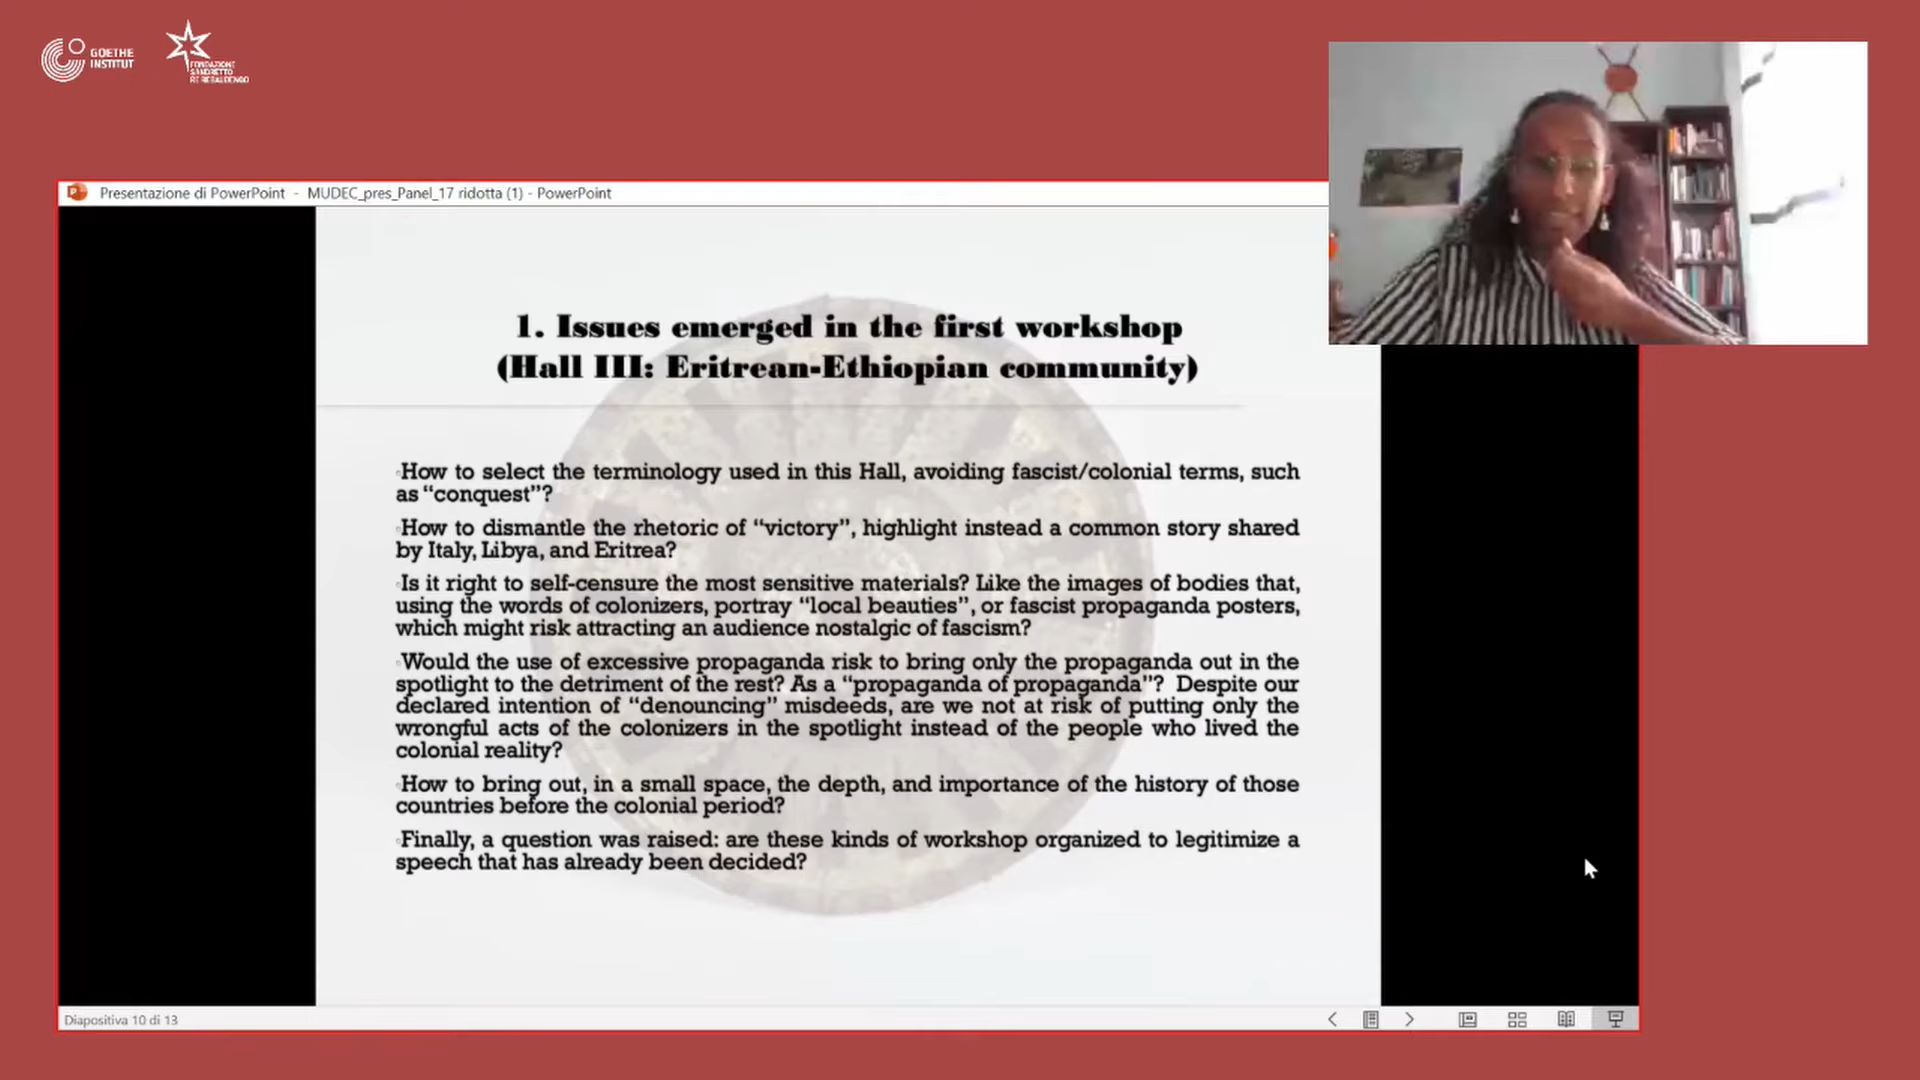 GOETHE
INSTITUT
FONDAZIONE
SANDRETTO
RE REBAUDENGO
Presentazione di PowerPoint - MUDEC_pres_Panel_17 ridotta (1) - PowerPoint
1. Issues emerged in the first workshop
(Hall III: Eritrean-Ethiopian community)
How to select the terminology used in this Hall, avoiding fascist/colonial terms, such
as “conquest”?
How to dismantle the rhetoric of “victory”, highlight instead a common story shared
by Italy, Libya, and Eritrea?
Is it right to self-censure the most sensitive materials? Like the images of bodies that,
using the words of colonizers, portray “local beauties”, or fascist propaganda posters,
which might risk attracting an audience nostalgic of fascism?
Would the use of excessive propaganda risk to bring only the propaganda out in the
spotlight to the detriment of the rest? As a “propaganda of propaganda”? Despite our
declared intention of “denouncing” misdeeds, are we not at risk of putting only the
wrongful acts of the colonizers in the spotlight instead of the people who lived the
colonial reality?
How to bring out, in a small space, the depth, and importance of the history of those
countries before the colonial period?
Finally, a question was raised: are these kinds of workshop organized to legitimize a
speech that has already been decided?
Diapositiva 10 di 13